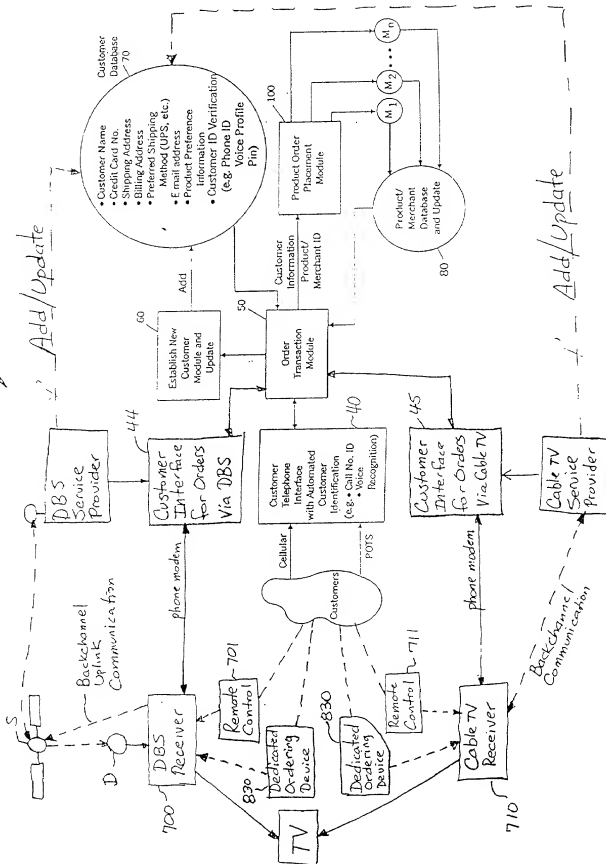 S
Backchannel
Uplink
Communication
D
DBS
Receiver
700
TV
DBS Service
Provider
Add/Update
44
Customer
Interface
for Orders
Via DBS
phone modem
Remote
Control
701
Dedicated
Ordering
Device
830
Customers
Cellular
POTS
Customer
Telephone
Interface
with Automated
Customer
Identification
(e.g. • Call No. ID
• Voice
Recognition)
40
Dedicated
Ordering
Device
830
Remote
Control
711
Cable TV
Receiver
710
phone modem
Customer
Interface
for Orders
Via Cable TV
45
Cable TV
Service
Provider
Backchannel
Communication
Add/Update
60
Establish New
Customer
Module and
Update
Add
50
Order
Transaction
Module
Customer
Information
Product/
Merchant ID
Customer
Database
70
• Customer Name
• Credit Card No.
• Shipping Address
• Billing Address
• Preferred Shipping
Method (UPS, etc.)
• E mail address
• Product Preference
Information
• Customer ID Verification
(e.g. Phone ID
Voice Profile
Pin)
100
Product Order
Placement
Module
M1
M2
Mn
Product/
Merchant
Database
and Update
80